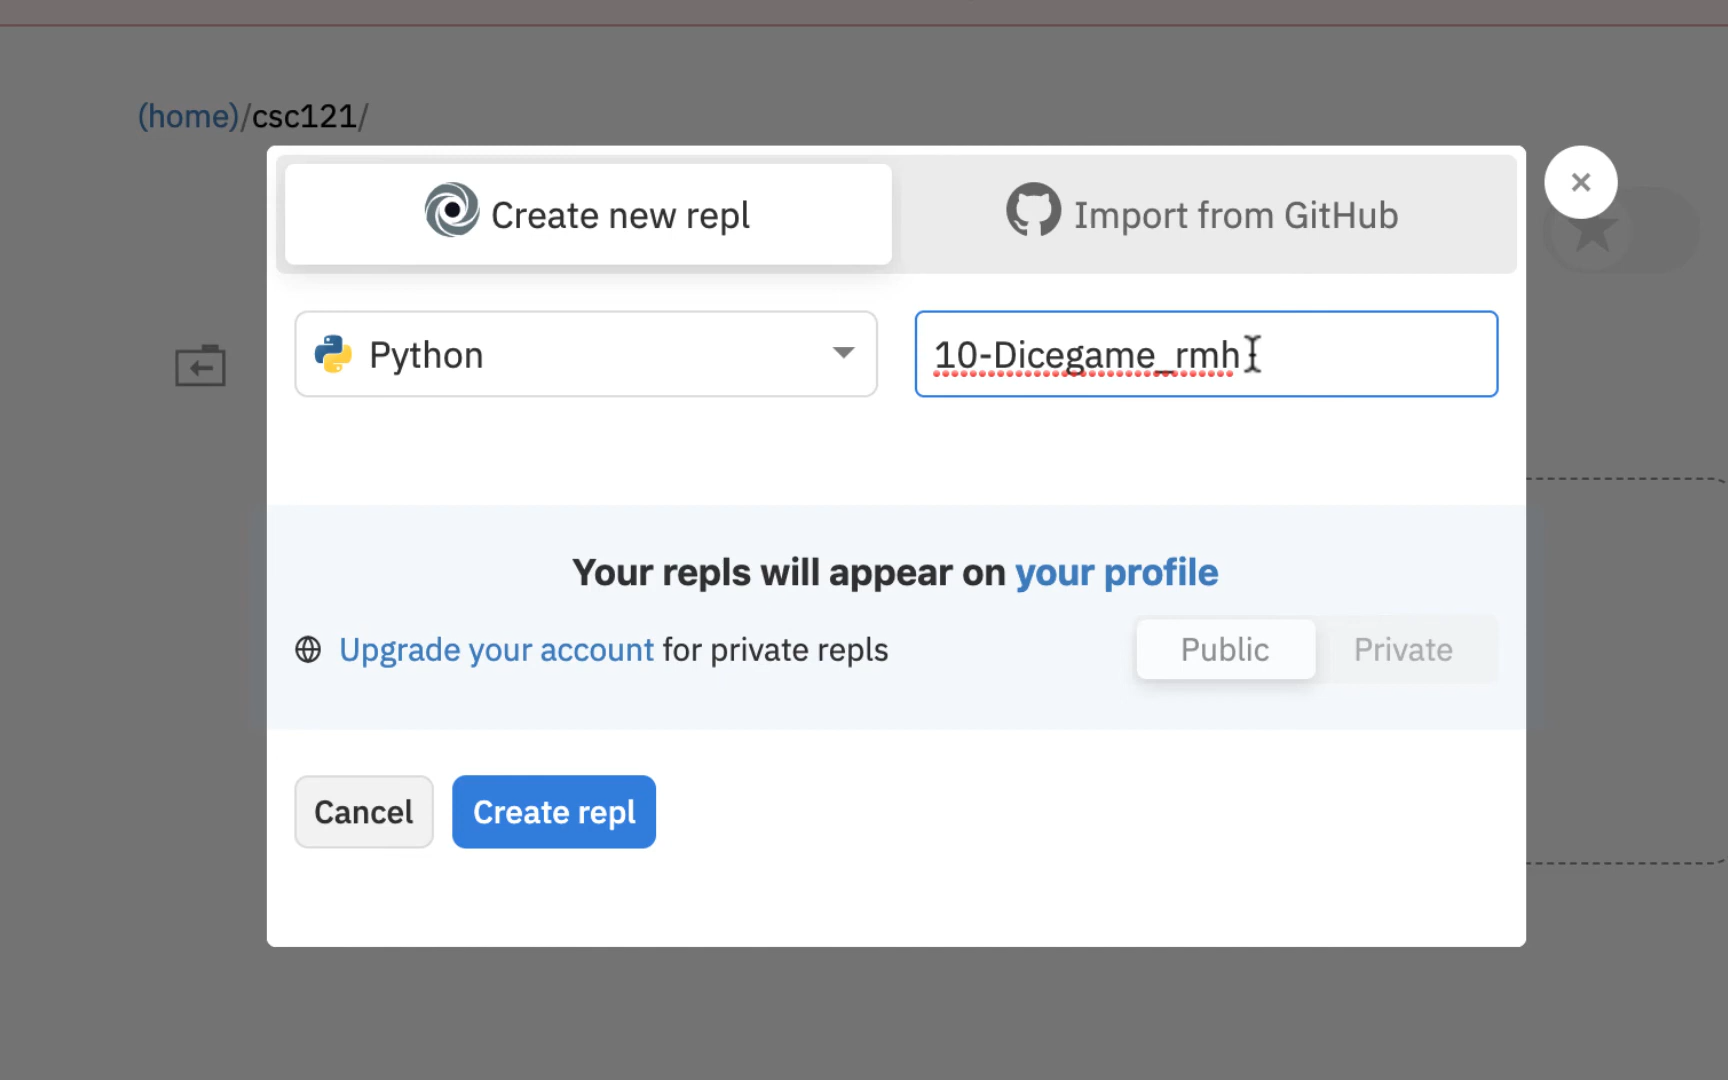 (home)/csc121/
Create new repl
Import from GitHub
Python
10-Dicegame_rmh
Your repls will appear on your profile
Upgrade your account for private repls
Public
Private
Cancel
Create repl